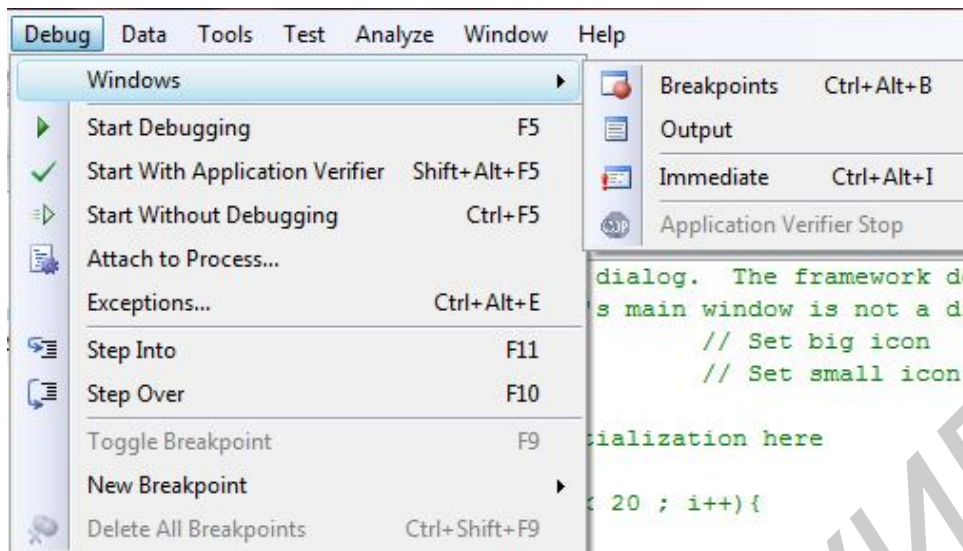 Debug Data Tools Test Analyze Window Help
Windows
Start Debugging F5
Start With Application Verifier Shift+Alt+F5
Start Without Debugging Ctrl+F5
Attach to Process...
Exceptions... Ctrl+Alt+E
Step Into F11
Step Over F10
Toggle Breakpoint F9
New Breakpoint
Delete All Breakpoints Ctrl+Shift+F9
Breakpoints Ctrl+Alt+B
Output
Immediate Ctrl+Alt+I
Application Verifier Stop
dialog. The framework d
's main window is not a d
// Set big icon
// Set small icon
ialization here
20 ; i++){